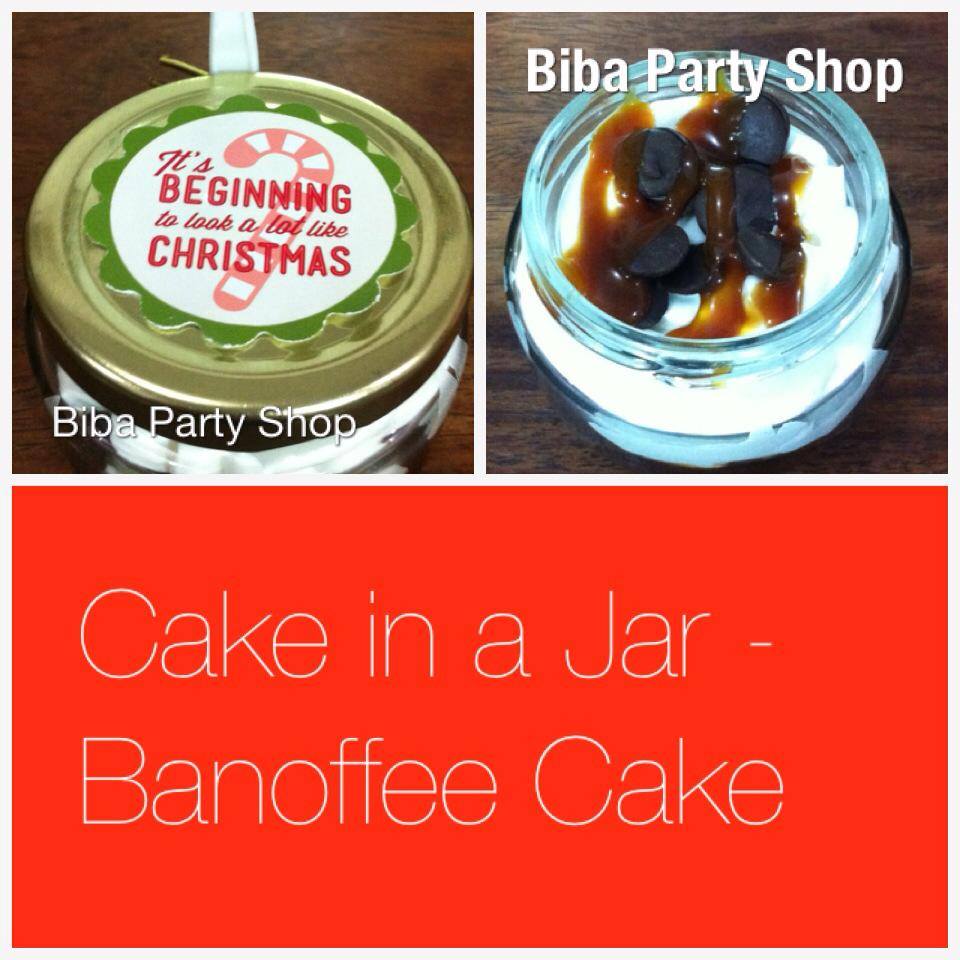 It's
BEGINNING
to look a lot like
CHRISTMAS
Biba Party Shop
Biba Party Shop
Cake in a Jar -
Banoffee Cake